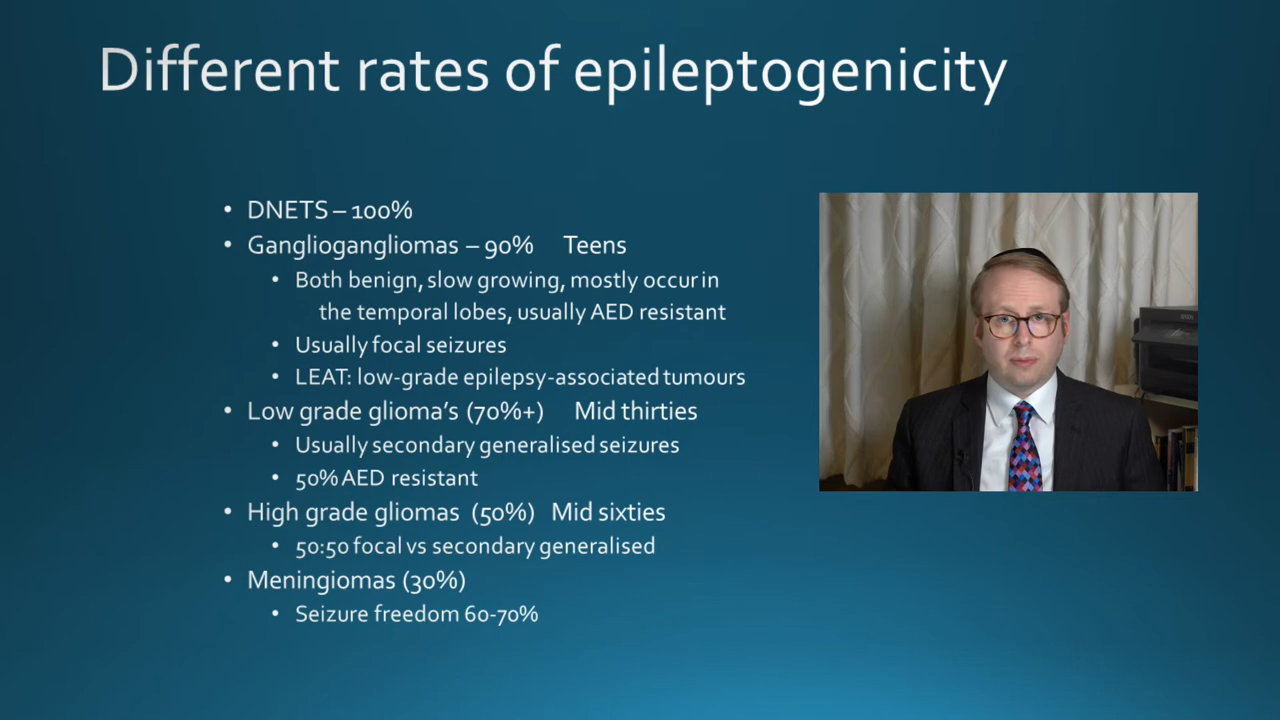 Different rates of epileptogenicity
• DNETS – 100%
• Gangliogangliomas – 90% Teens
• Both benign, slow growing, mostly occur in
the temporal lobes, usually AED resistant
• Usually focal seizures
• LEAT: low-grade epilepsy-associated tumours
• Low grade glioma's (70%+) Mid thirties
• Usually secondary generalised seizures
• 50% AED resistant
• High grade gliomas (50%) Mid sixties
• 50:50 focal vs secondary generalised
• Meningiomas (30%)
• Seizure freedom 60-70%